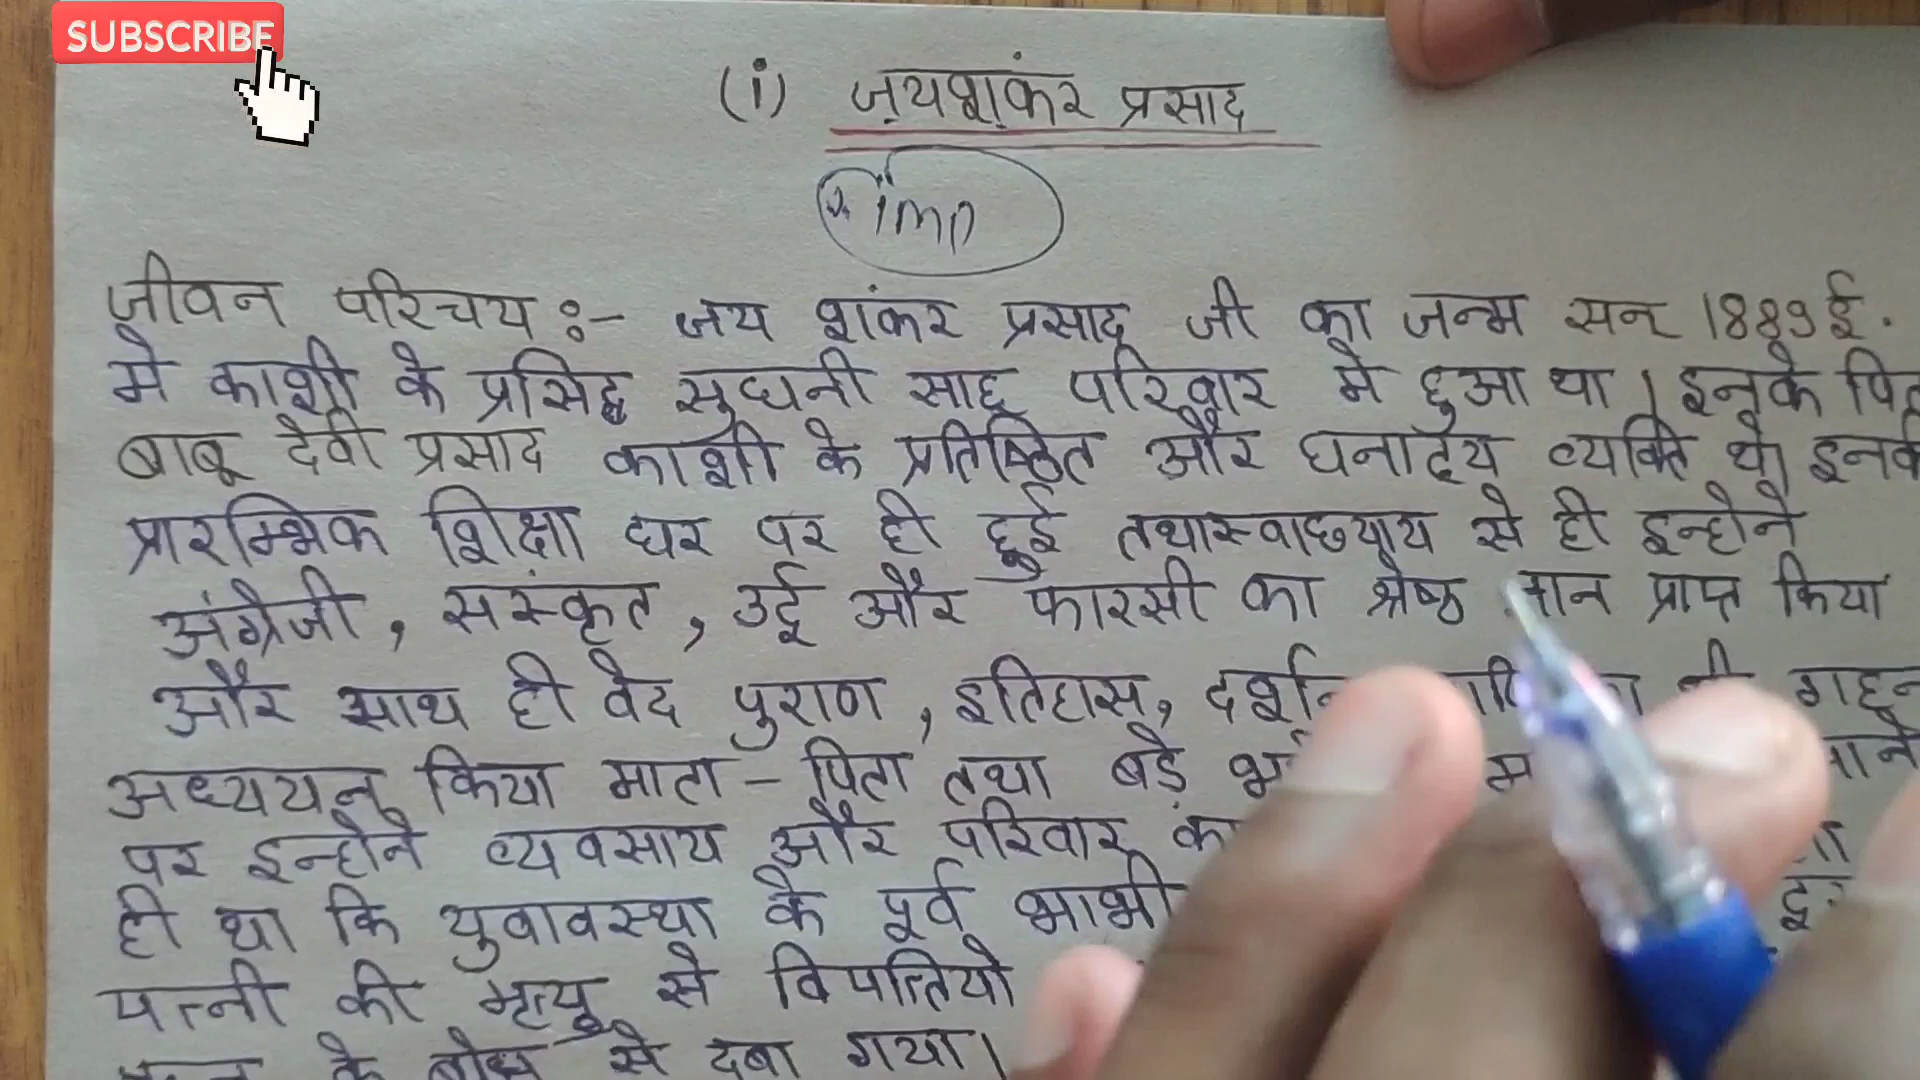 SUBSCRIBE
(i) जयशंकर प्रसाद
imp
जीवन परिचय :- जय शंकर प्रसाद जी का जन्म सन् 1889 ई.
मे काशी के प्रसिद्ध सुघनी साहू परिवार मे हुआ था। इनके
बाबू देवी प्रसाद काशी के प्रतिष्ठित और घनाढ्य व्यक्ति थे।
प्रारम्भिक शिक्षा घर पर ही हुई तथा स्वाध्याय से ही इन्होने
अंग्रेजी, संस्कृत, उर्दू और फारसी का श्रेष्ठ प्राप्त किया
और साथ ही वेद पुराण, इतिहास, गहन
अध्ययन किया माता - पिता तथा बड़े
पर इन्होने व्यवसाय और परिवार
ही था कि युवावस्था के पूर्व भाभी
पत्नी की मृत्यु से विपत्तियो
के बोझ से दबा गया।